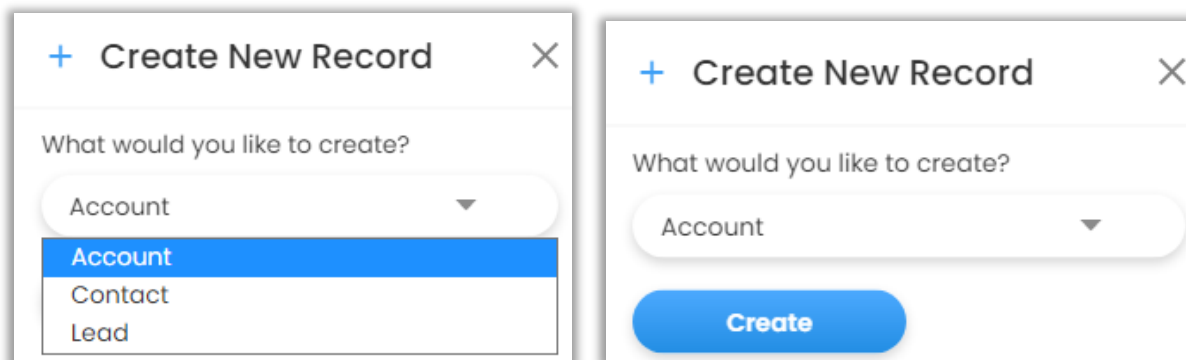 + Create New Record ×
What would you like to create?
Account
Account
Contact
Lead
+ Create New Record ×
What would you like to create?
Account
Create